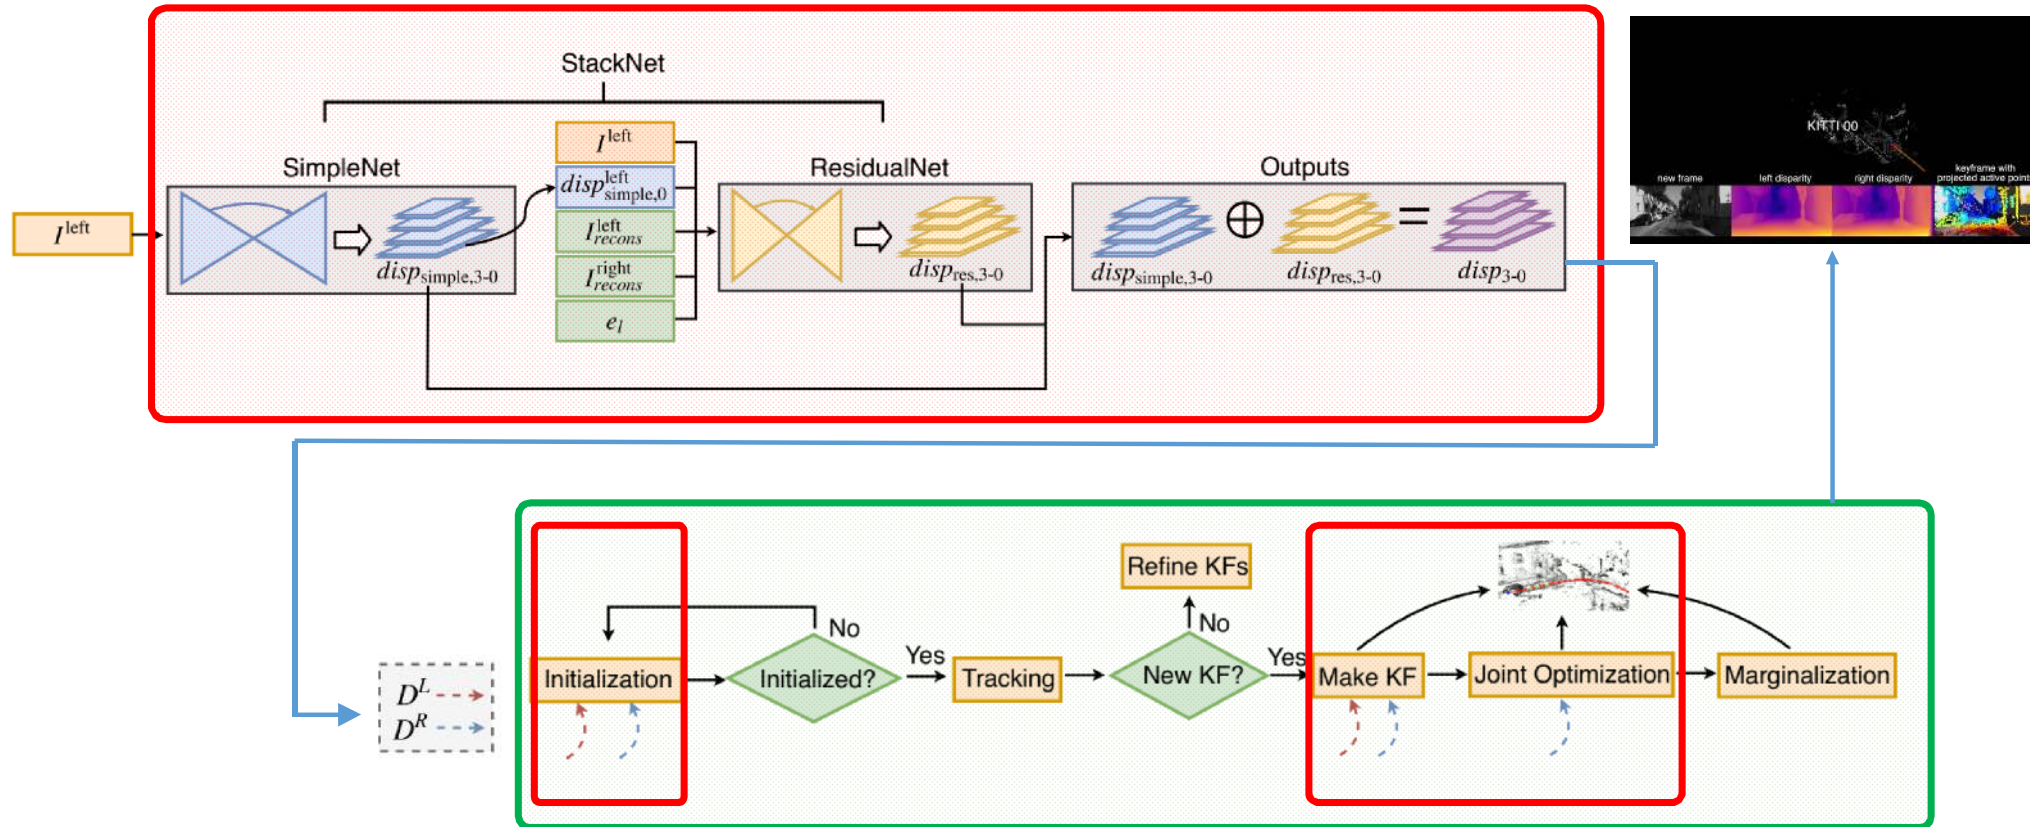 StackNet
SimpleNet
ResidualNet
Outputs
I^left
I^left
disp^left_simple,0
I^left_recons
I^right_recons
e_l
disp_simple,3-0
disp_res,3-0
disp_simple,3-0
⊕
disp_res,3-0
=
disp_3-0
KITTI 00
new frame
left disparity
right disparity
keyframe with
projected active points
D^L
D^R
Initialization
No
Initialized?
Yes
Tracking
Refine KFs
No
New KF?
Yes
Make KF
Joint Optimization
Marginalization